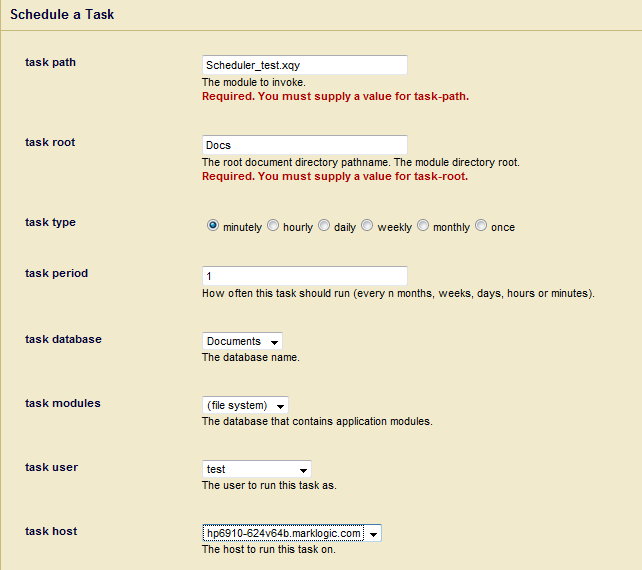 Schedule a Task
task path
Scheduler_test.xqy
The module to invoke.
Required. You must supply a value for task-path.
task root
Docs
The root document directory pathname. The module directory root.
Required. You must supply a value for task-root.
task type
minutely hourly daily weekly monthly once
task period
1
How often this task should run (every n months, weeks, days, hours or minutes).
task database
Documents
The database name.
task modules
(file system)
The database that contains application modules.
task user
test
The user to run this task as.
task host
hp6910-624v64b.marklogic.com
The host to run this task on.